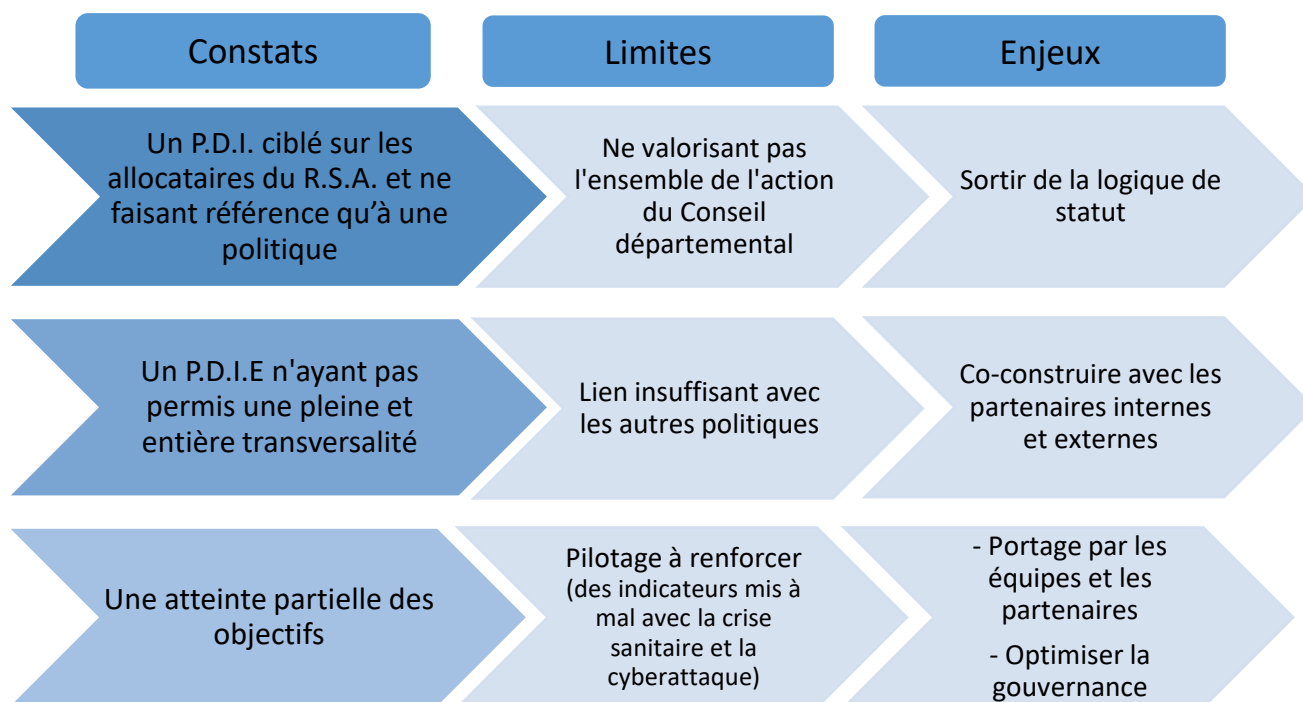 Constats
Limites
Enjeux
Un P.D.I. ciblé sur les
allocataires du R.S.A. et ne
faisant référence qu’à une
politique
Ne valorisant pas
l'ensemble de l'action
du Conseil
départemental
Sortir de la logique de
statut
Un P.D.I.E n'ayant pas
permis une pleine et
entière transversalité
Lien insuffisant avec
les autres politiques
Co-construire avec les
partenaires internes
et externes
Une atteinte partielle des
objectifs
Pilotage à renforcer
(des indicateurs mis à
mal avec la crise
sanitaire et la
cyberattaque)
- Portage par les
équipes et les
partenaires
- Optimiser la
gouvernance